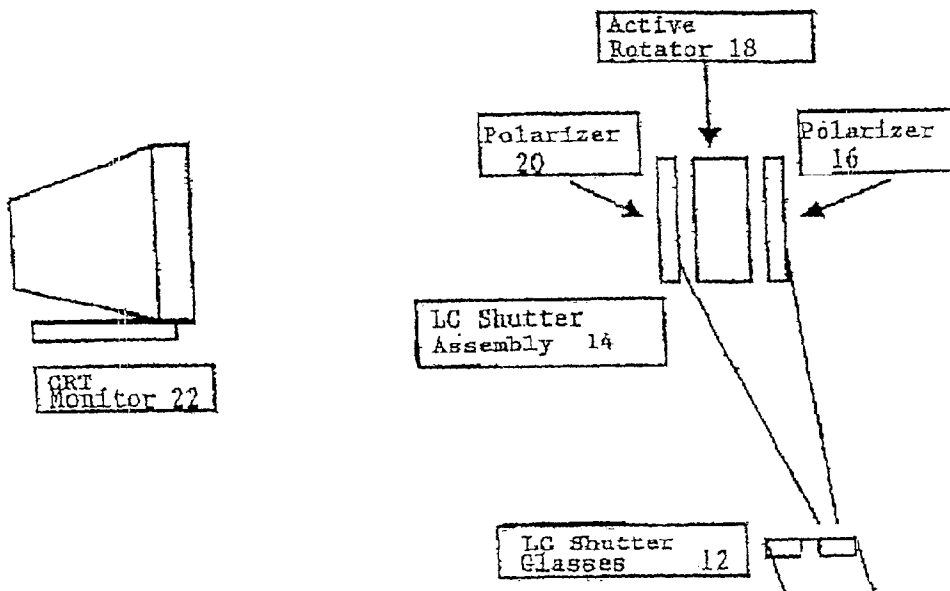 Active
Rotator 18
Polarizer
20
Polarizer
16
LC Shutter
Assembly 14
CRT
Monitor 22
LC Shutter
Glasses 12